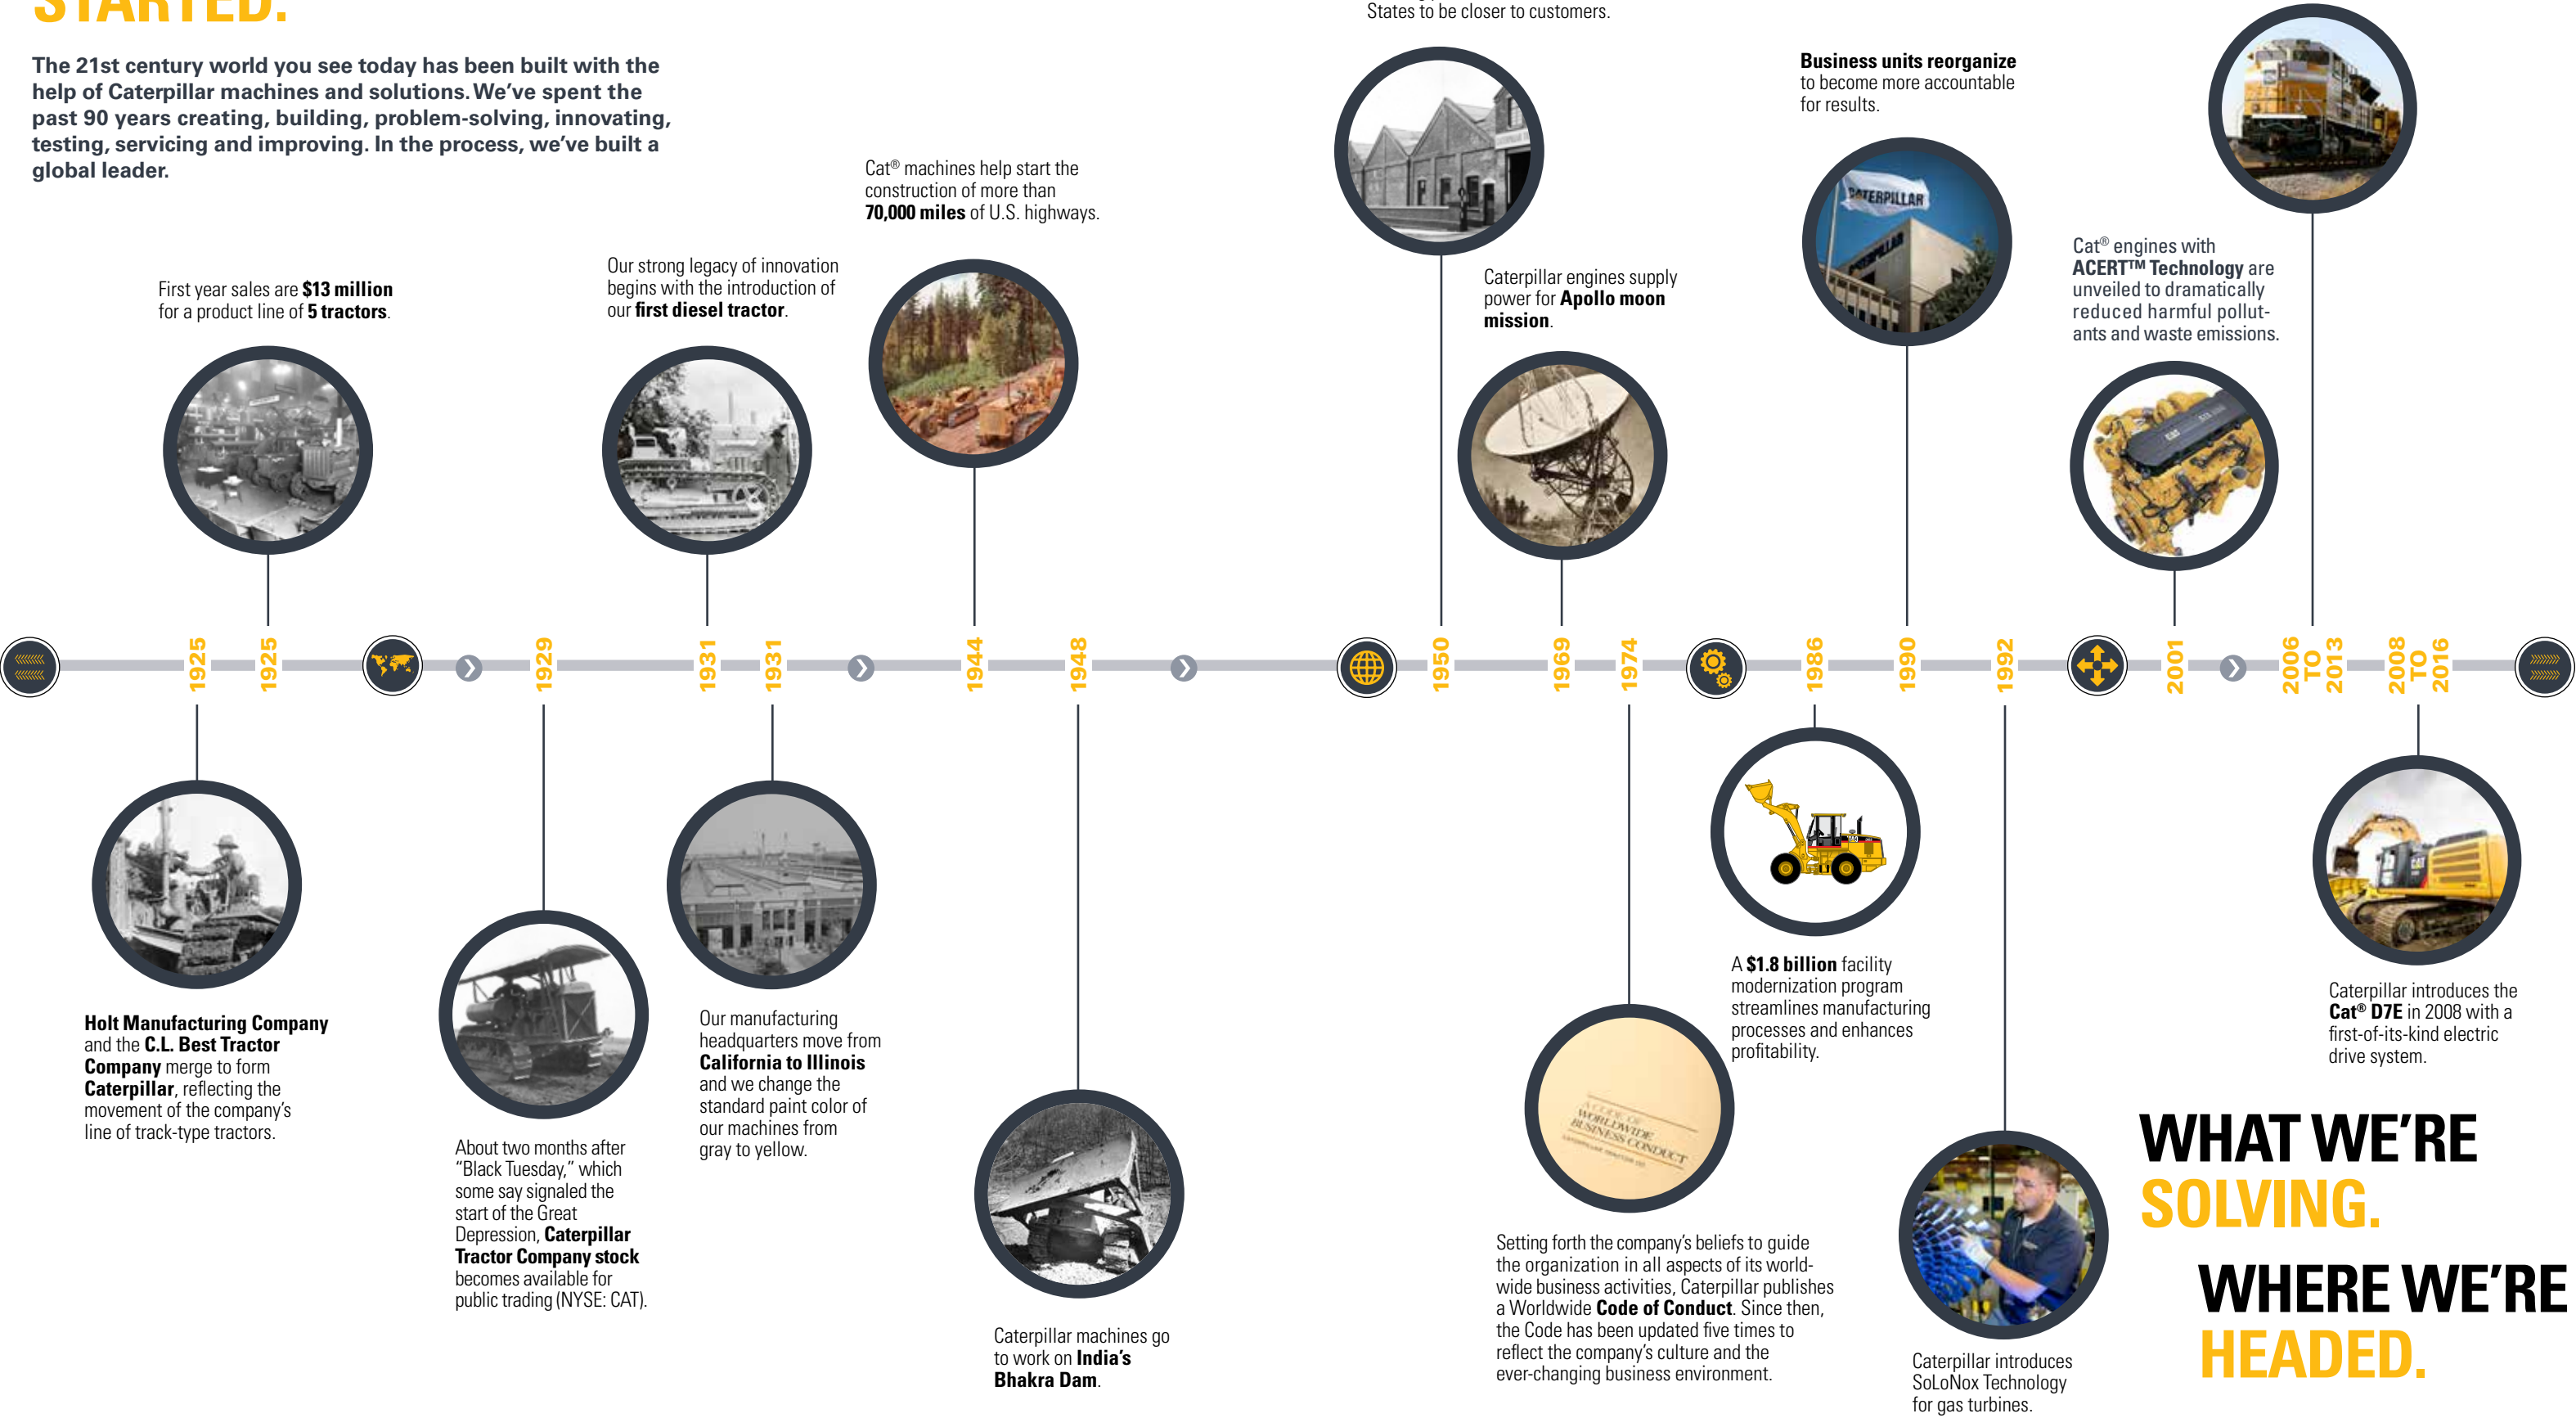 STARTED.
The 21st century world you see today has been built with the
help of Caterpillar machines and solutions. We’ve spent the
past 90 years creating, building, problem-solving, innovating,
testing, servicing and improving. In the process, we’ve built a
global leader.
First year sales are $13 million
for a product line of 5 tractors.
Our strong legacy of innovation
begins with the introduction of
our first diesel tractor.
Cat® machines help start the
construction of more than
70,000 miles of U.S. highways.
States to be closer to customers.
Caterpillar engines supply
power for Apollo moon
mission.
Business units reorganize
to become more accountable
for results.
CATERPILLAR
CATERPILLAR
Cat® engines with
ACERT™ Technology are
unveiled to dramatically
reduced harmful pollut-
ants and waste emissions.
CAT
1925
1925
1929
1931
1931
1944
1948
1950
1969
1974
1986
1990
1992
2001
2006
TO
2013
2008
TO
2016
Holt Manufacturing Company
and the C.L. Best Tractor
Company merge to form
Caterpillar, reflecting the
movement of the company’s
line of track-type tractors.
About two months after
“Black Tuesday,” which
some say signaled the
start of the Great
Depression, Caterpillar
Tractor Company stock
becomes available for
public trading (NYSE: CAT).
Our manufacturing
headquarters move from
California to Illinois
and we change the
standard paint color of
our machines from
gray to yellow.
Caterpillar machines go
to work on India’s
Bhakra Dam.
A CODE OF
WORLDWIDE
BUSINESS CONDUCT
Setting forth the company’s beliefs to guide
the organization in all aspects of its world-
wide business activities, Caterpillar publishes
a Worldwide Code of Conduct. Since then,
the Code has been updated five times to
reflect the company’s culture and the
ever-changing business environment.
A $1.8 billion facility
modernization program
streamlines manufacturing
processes and enhances
profitability.
Caterpillar introduces
SoLoNox Technology
for gas turbines.
CAT
Caterpillar introduces the
Cat® D7E in 2008 with a
first-of-its-kind electric
drive system.
WHAT WE’RE
SOLVING.
WHERE WE’RE
HEADED.